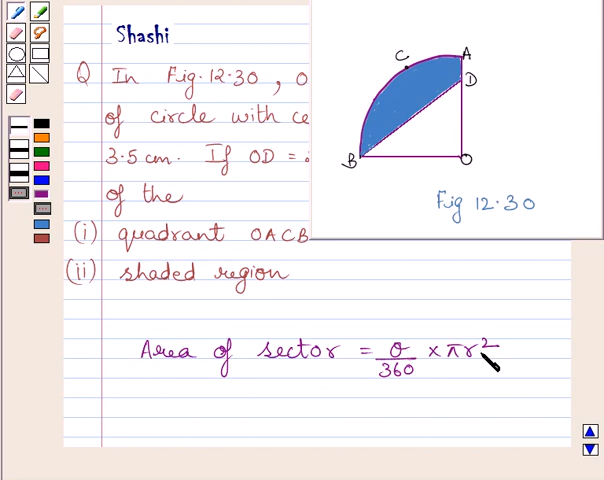 Shashi
Q In Fig. 12.30, O
of circle with ce
3.5 cm. If OD =
of the
(i) quadrant OACB
(ii) shaded region
Area of sector = θ/360 × πr²
C
A
D
B
O
Fig 12.30